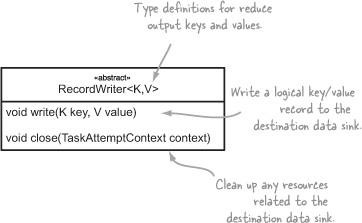 Type definitions for reduce
output keys and values.
«abstract»
RecordWriter<K,V>
void write(K key, V value)
void close(TaskAttemptContext context)
Write a logical key/value
record to the
destination data sink.
Clean up any resources
related to the
destination data sink.